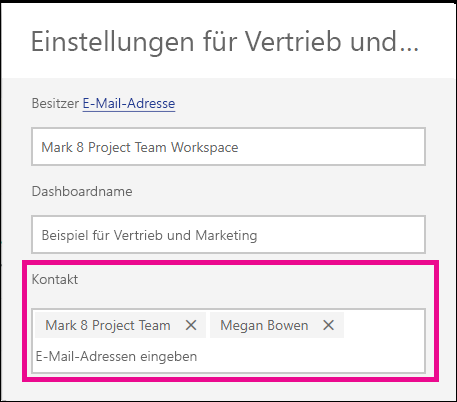 Einstellungen für Vertrieb und...
Besitzer E-Mail-Adresse
Mark 8 Project Team Workspace
Dashboardname
Beispiel für Vertrieb und Marketing
Kontakt
Mark 8 Project Team × Megan Bowen ×
E-Mail-Adressen eingeben